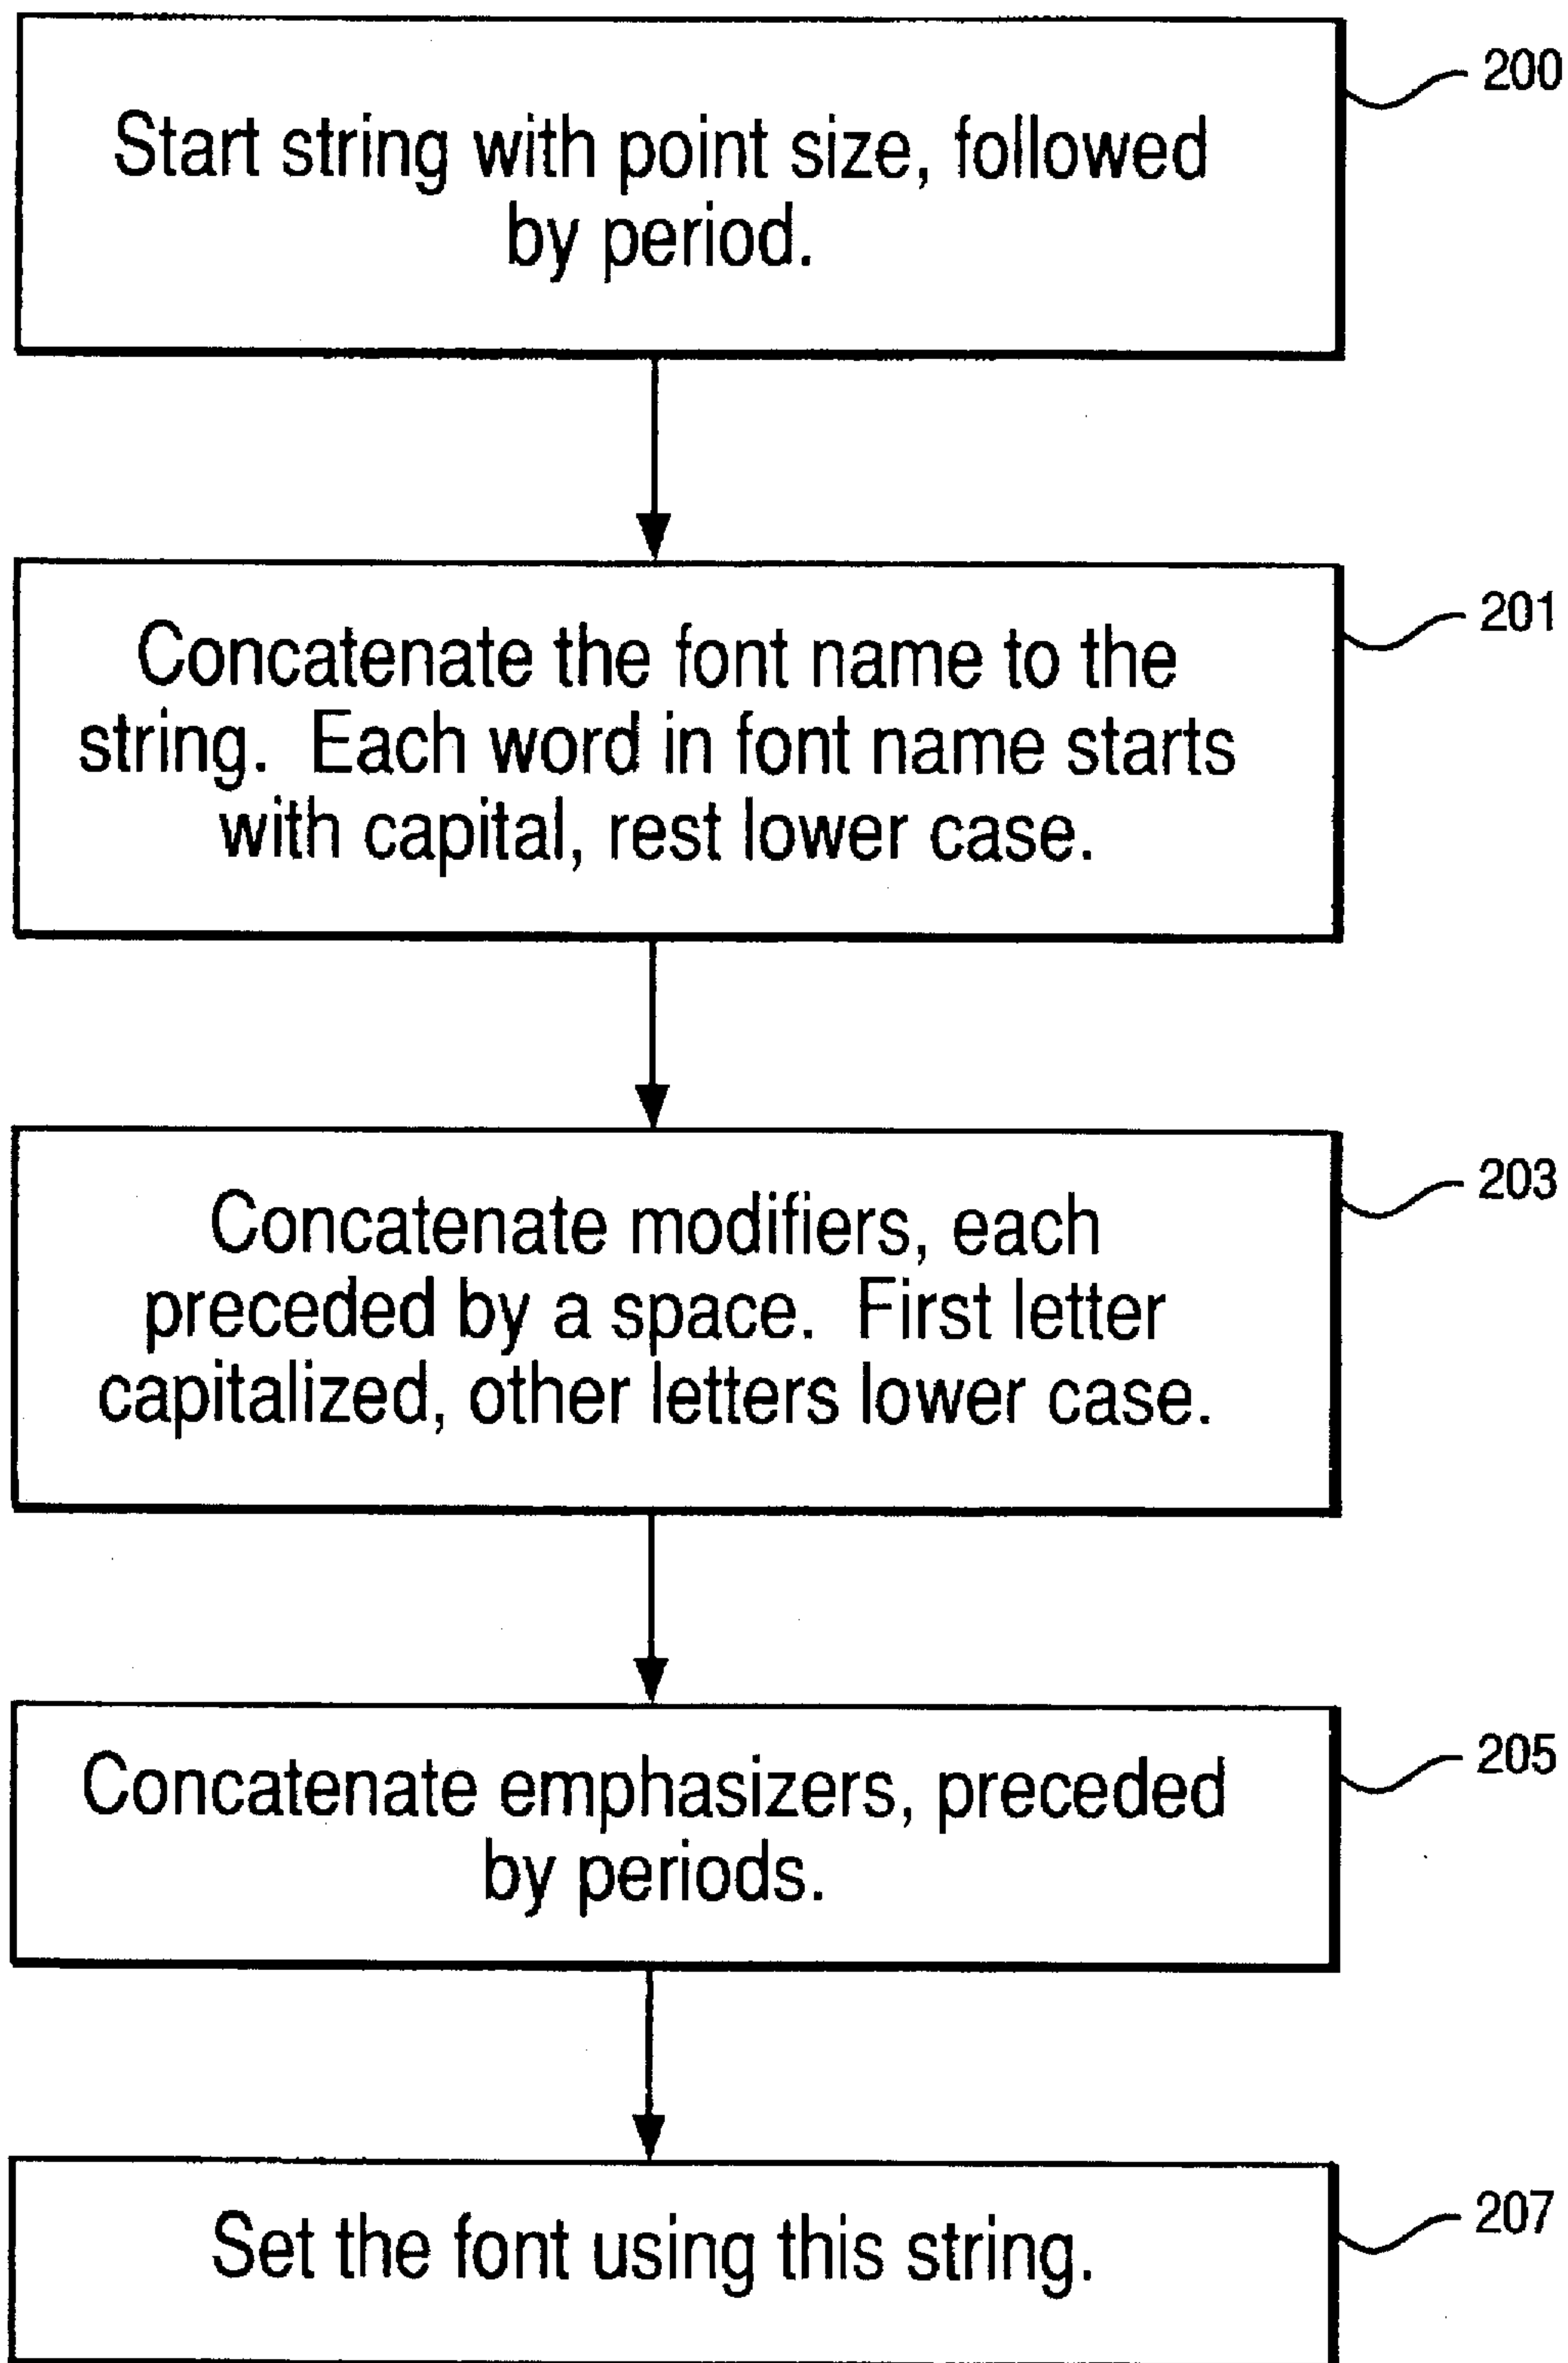 200
Start string with point size, followed
by period.
201
Concatenate the font name to the
string. Each word in font name starts
with capital, rest lower case.
203
Concatenate modifiers, each
preceded by a space. First letter
capitalized, other letters lower case.
205
Concatenate emphasizers, preceded
by periods.
207
Set the font using this string.